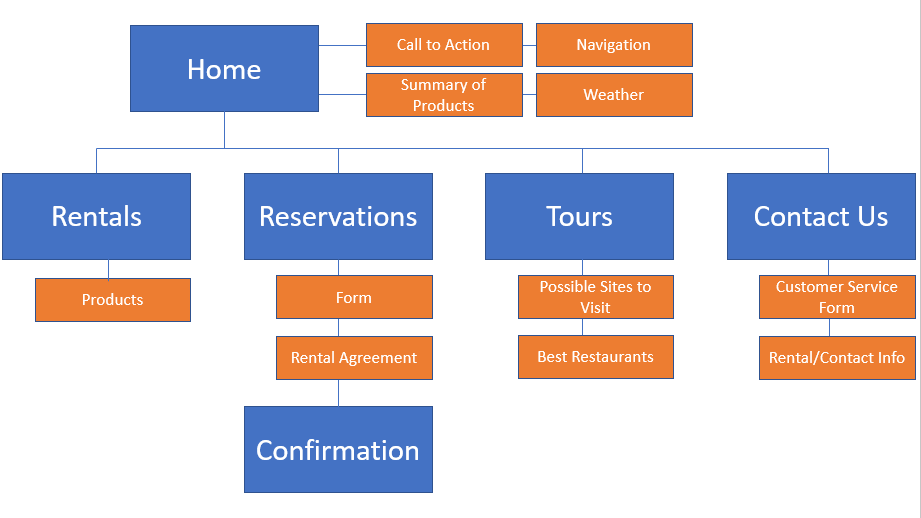 Home
Call to Action
Navigation
Summary of
Products
Weather
Rentals
Reservations
Tours
Contact Us
Products
Form
Possible Sites to
Visit
Customer Service
Form
Rental Agreement
Best Restaurants
Rental/Contact Info
Confirmation